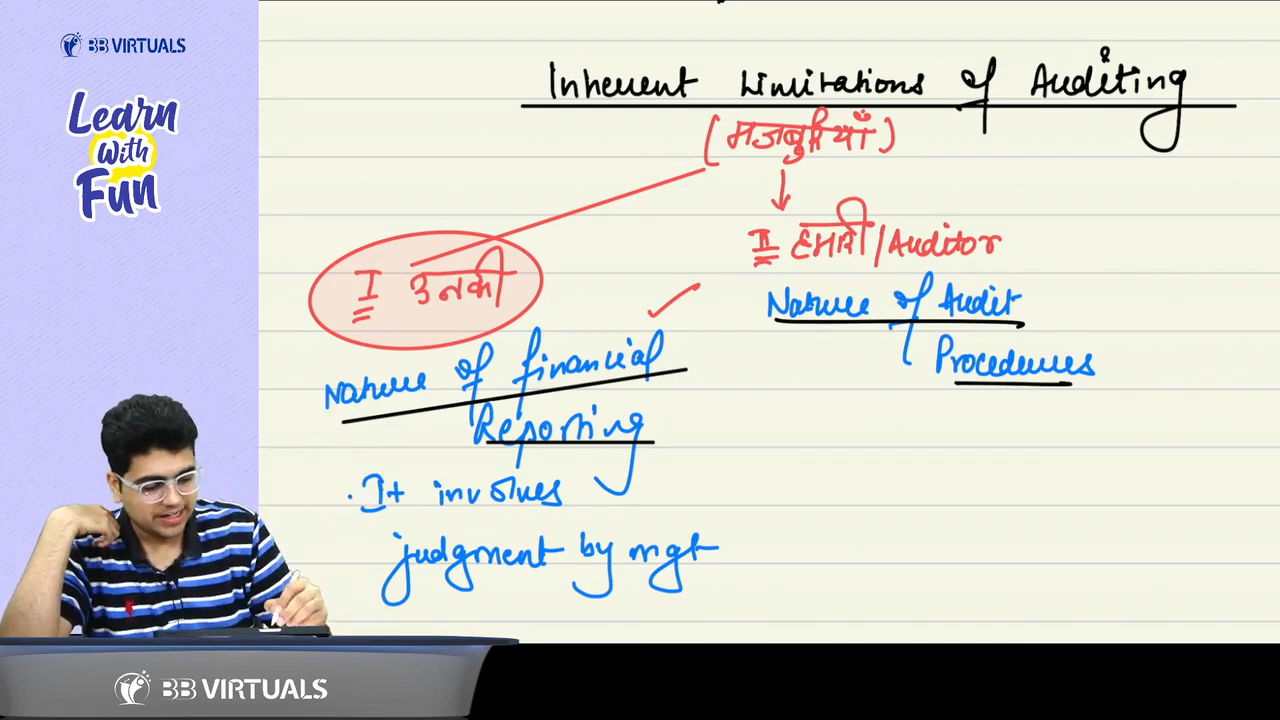 BB VIRTUALS
Learn
With
Fun
Inherent Limitations of Auditing
(मजबूरियाँ)
I उनकी
II हमारी/Auditor
Nature of financial
Reporting
Nature of Audit
Procedures
· It involves
judgment by mgt
BB VIRTUALS